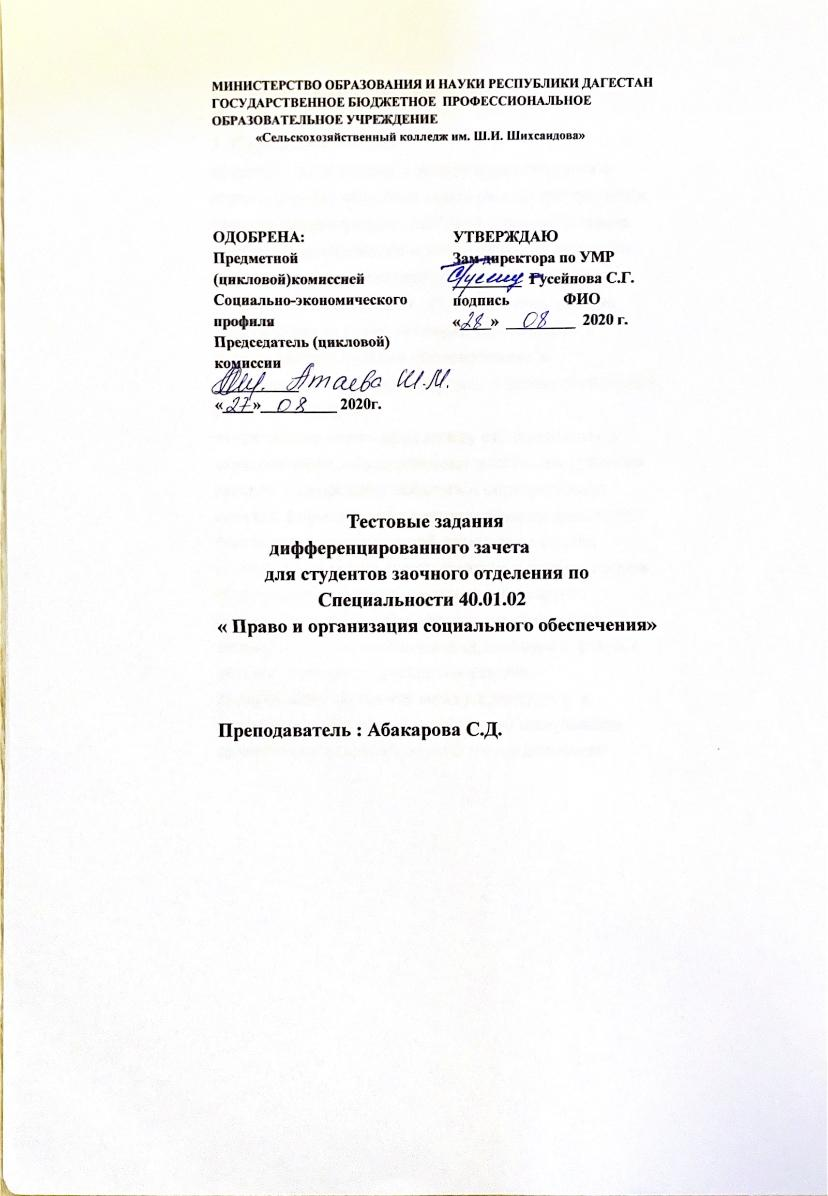 МИНИСТЕРСТВО ОБРАЗОВАНИЯ И НАУКИ РЕСПУБЛИКИ ДАГЕСТАН
ГОСУДАРСТВЕННОЕ БЮДЖЕТНОЕ ПРОФЕССИОНАЛЬНОЕ
ОБРАЗОВАТЕЛЬНОЕ УЧРЕЖДЕНИЕ
«Сельскохозяйственный колледж им. Ш.И. Шихсаидова»
ОДОБРЕНА:
Предметной
(цикловой)комиссией
Социально-экономического
профиля
Председатель (цикловой)
комиссии
Атаева Ш.М.
«27» 08 2020г.
УТВЕРЖДАЮ
Зам.директора по УМР
Гусейнова С.Г.
подпись ФИО
«28» 08 2020 г.
Тестовые задания
дифференцированного зачета
для студентов заочного отделения по
Специальности 40.01.02
« Право и организация социального обеспечения»
Преподаватель : Абакарова С.Д.